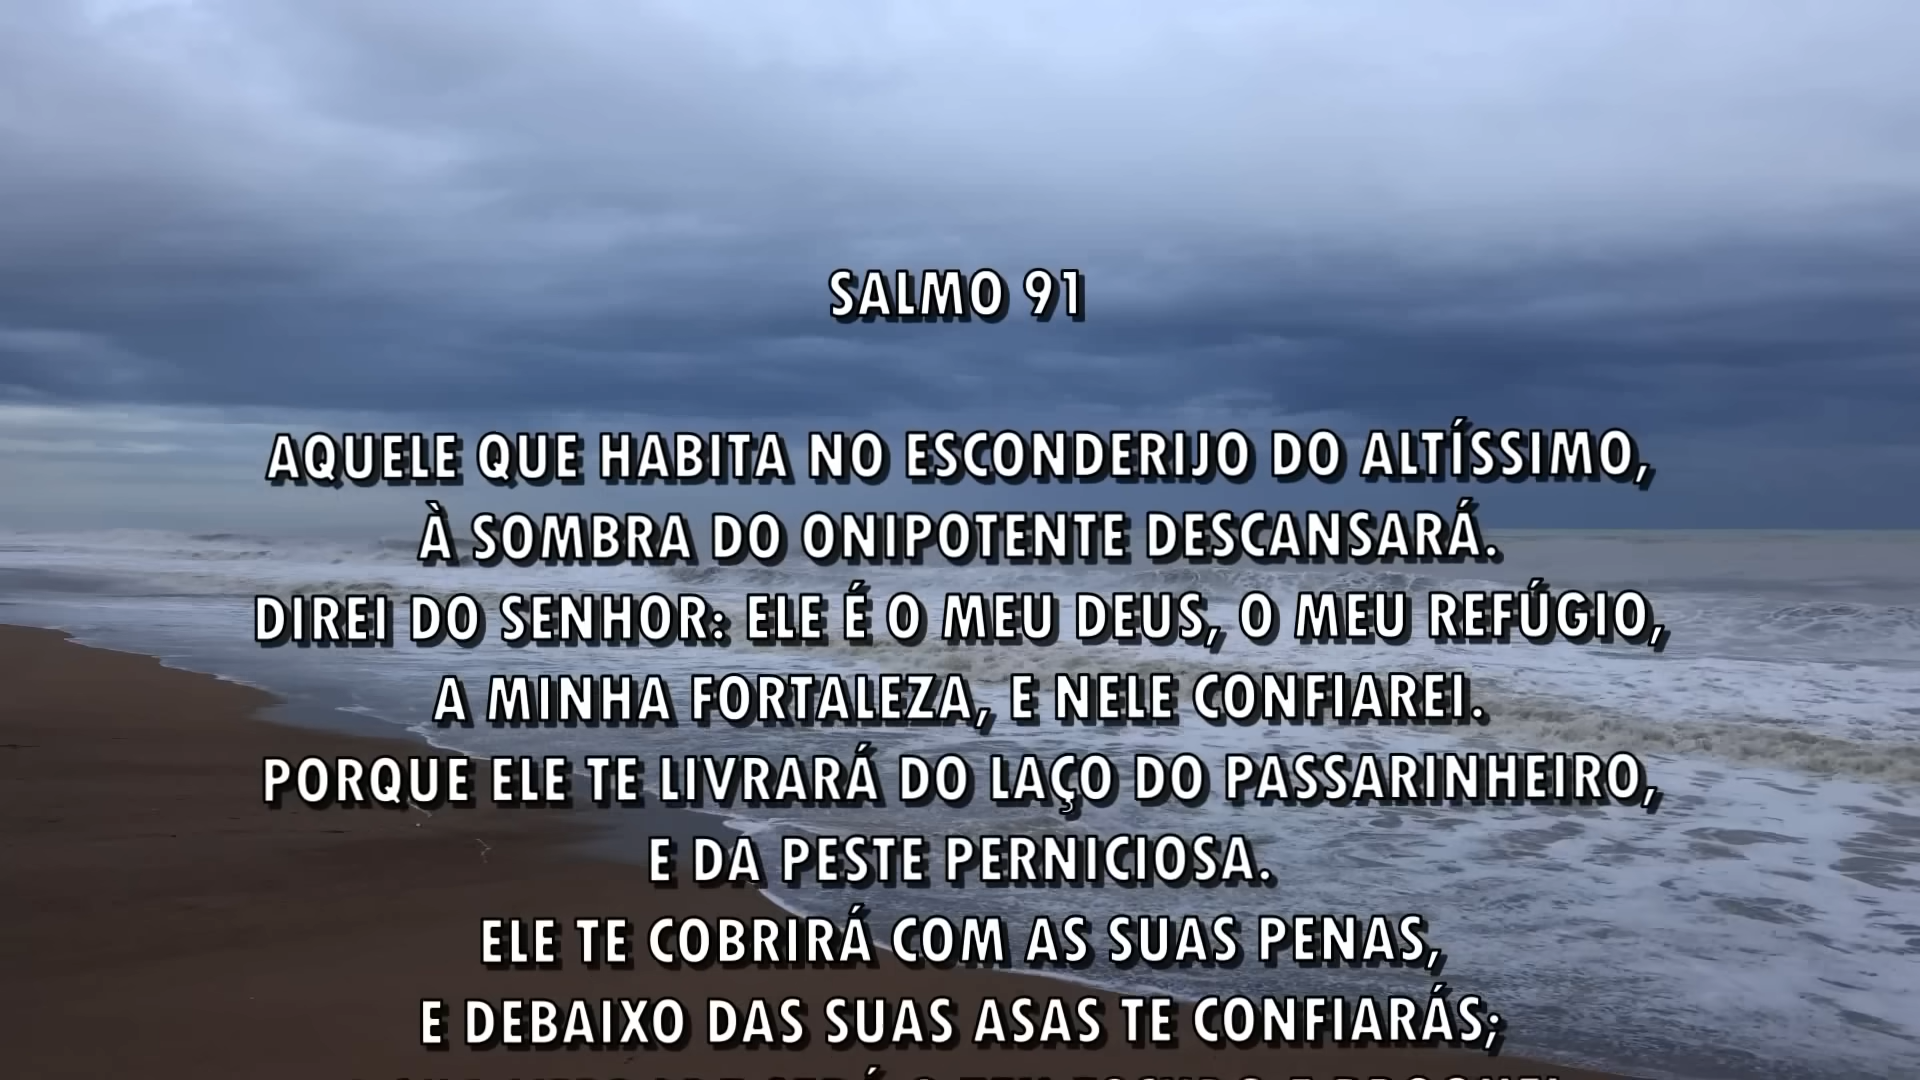 SALMO 91
AQUELE QUE HABITA NO ESCONDERIJO DO ALTÍSSIMO,
À SOMBRA DO ONIPOTENTE DESCANSARÁ.
DIREI DO SENHOR: ELE É O MEU DEUS, O MEU REFÚGIO,
A MINHA FORTALEZA, E NELE CONFIAREI.
PORQUE ELE TE LIVRARÁ DO LAÇO DO PASSARINHEIRO,
E DA PESTE PERNICIOSA.
ELE TE COBRIRÁ COM AS SUAS PENAS,
E DEBAIXO DAS SUAS ASAS TE CONFIARÁS;